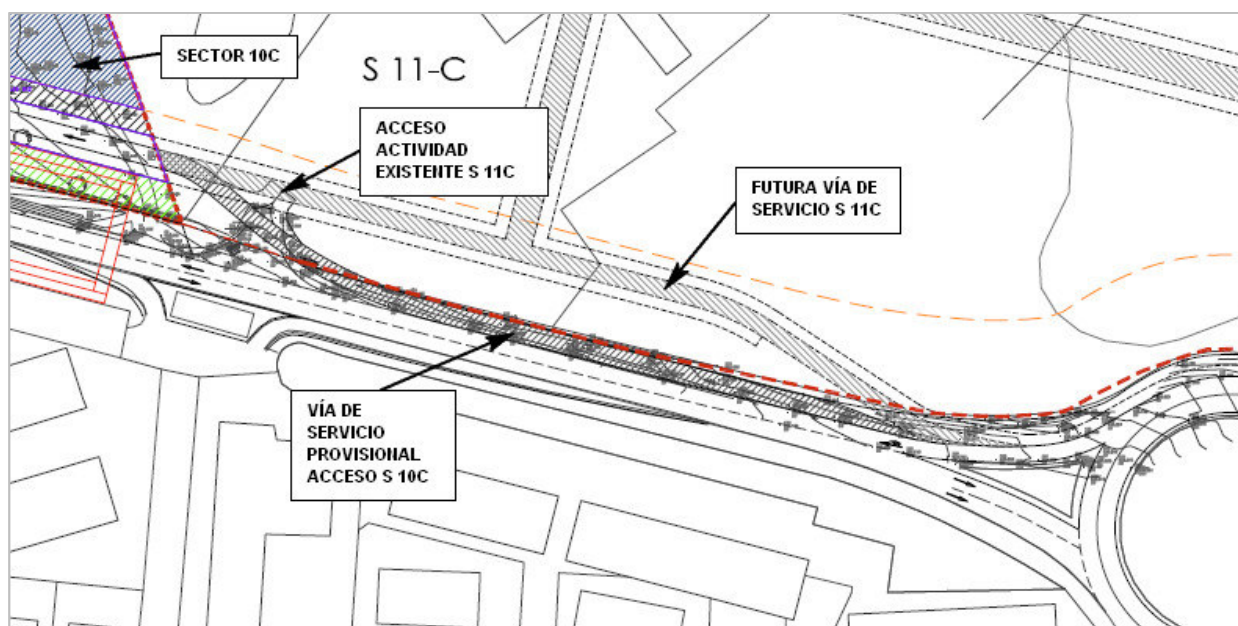 SECTOR 10C
S 11-C
ACCESO
ACTIVIDAD
EXISTENTE S 11C
FUTURA VÍA DE
SERVICIO S 11C
VÍA DE
SERVICIO
PROVISIONAL
ACCESO S 10C